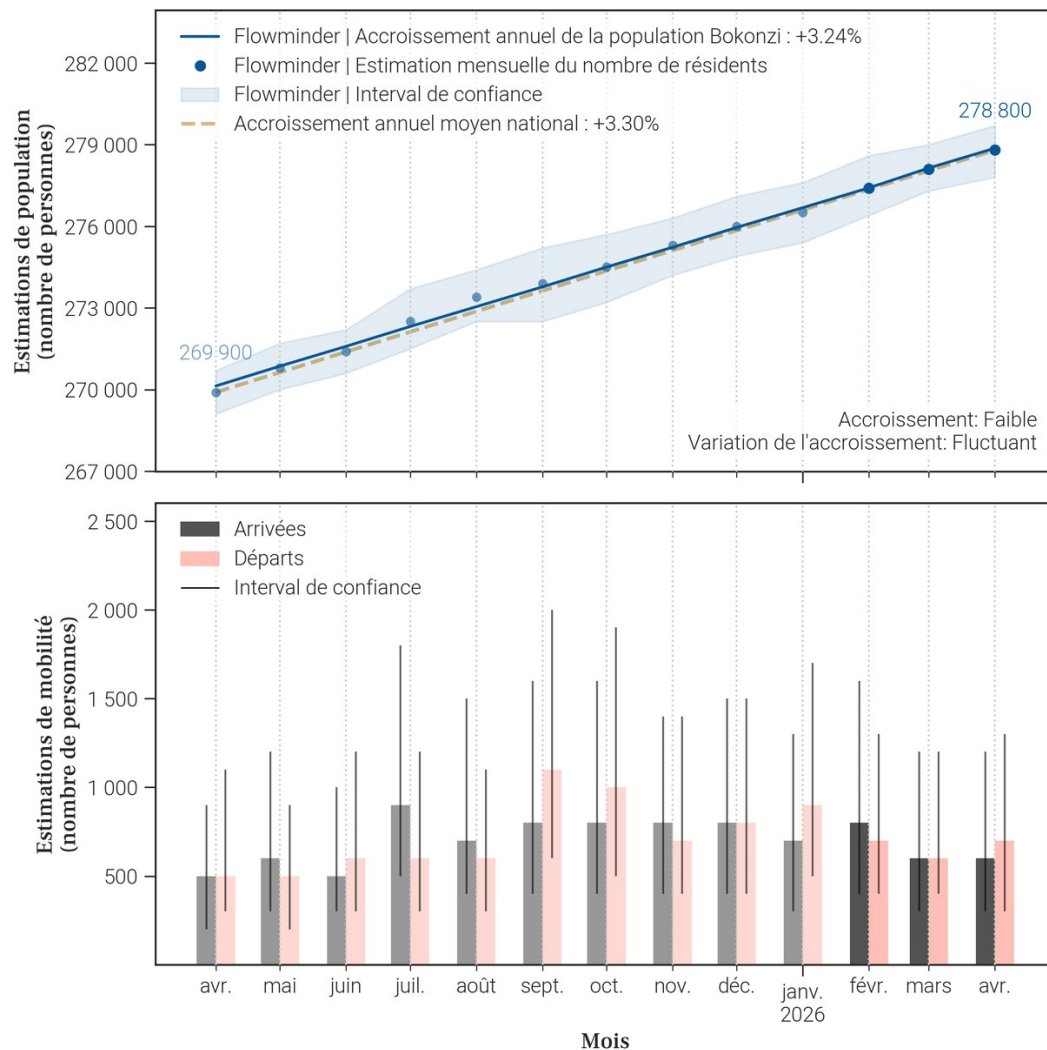 Flowminder | Accroissement annuel de la population Bokonzi : +3.24%
Flowminder | Estimation mensuelle du nombre de résidents
Flowminder | Interval de confiance
Accroissement annuel moyen national : +3.30%
Estimations de population
(nombre de personnes)
282 000
279 000
276 000
273 000
270 000
267 000
269 900
278 800
Accroissement: Faible
Variation de l'accroissement: Fluctuant
Arrivées
Départs
Interval de confiance
Estimations de mobilité
(nombre de personnes)
2 500
2 000
1 500
1 000
500
avr. mai juin juil. août sept. oct. nov. déc. janv. févr. mars avr.
2026
Mois